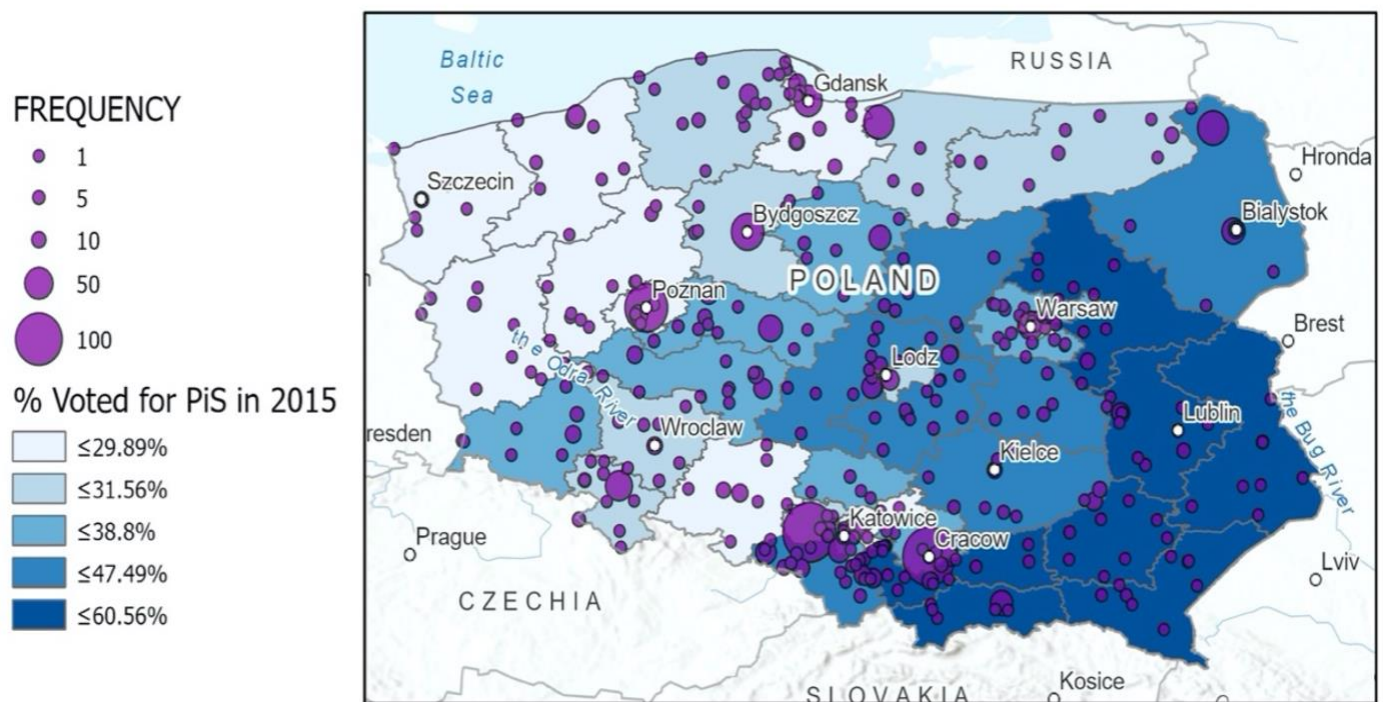 FREQUENCY
1
5
10
50
100
% Voted for PiS in 2015
≤29.89%
≤31.56%
≤38.8%
≤47.49%
≤60.56%
Baltic
Sea
RUSSIA
Gdansk
Hronda
Szczecin
Bydgoszcz
Bialystok
POLAND
Poznan
Warsaw
Brest
the Odra River
Lodz
resden
Wroclaw
Lublin
the Bug River
Kielce
Katowice
Prague
Cracow
Lviv
CZECHIA
Kosice
SLOVAKIA